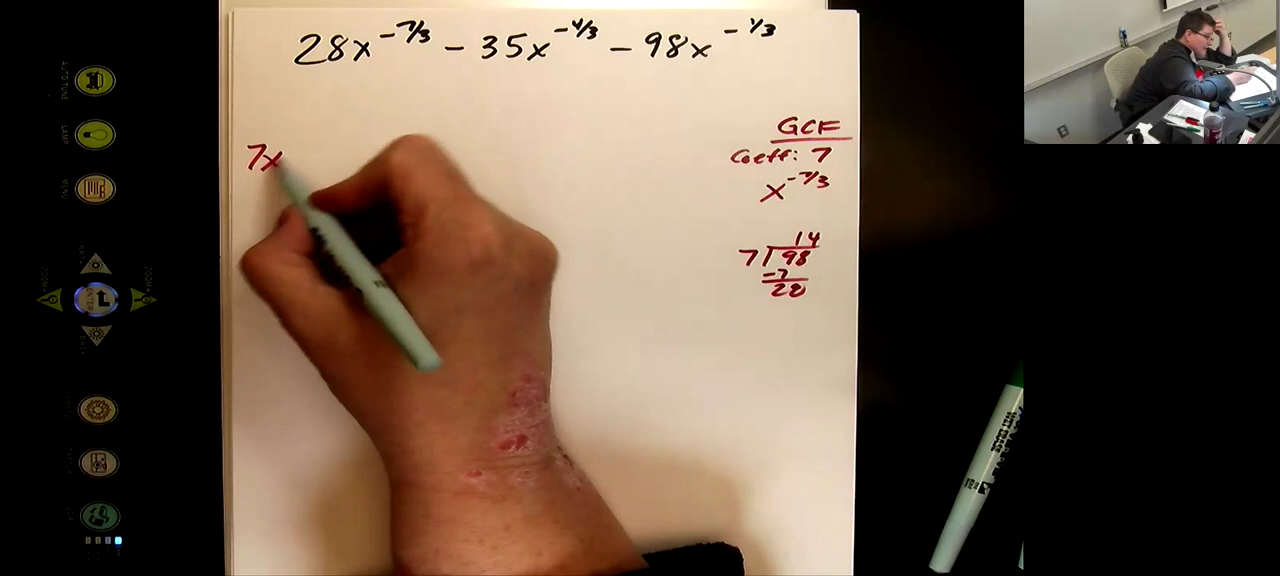 28x^{-7/3} - 35x^{-4/3} - 98x^{-1/3}
GCF
Coeff: 7
x^{-7/3}
7x
14
7 ) 98
-7
28